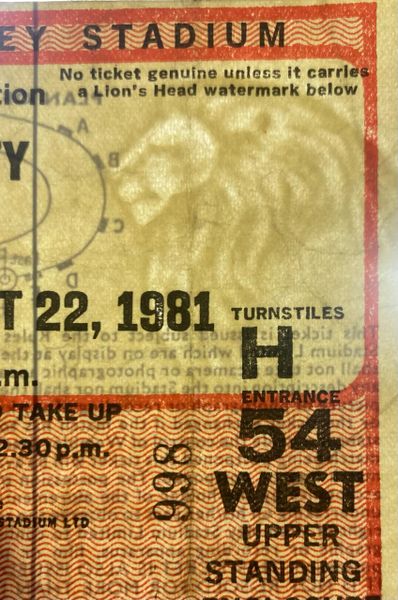 EY STADIUM
No ticket genuine unless it carries
a Lion's Head watermark below
tion
Y
T 22, 1981
TURNSTILES
H
.m.
ENTRANCE
TAKE UP
54
2.30p.m.
998
WEST
STADIUM LTD
UPPER
STANDING